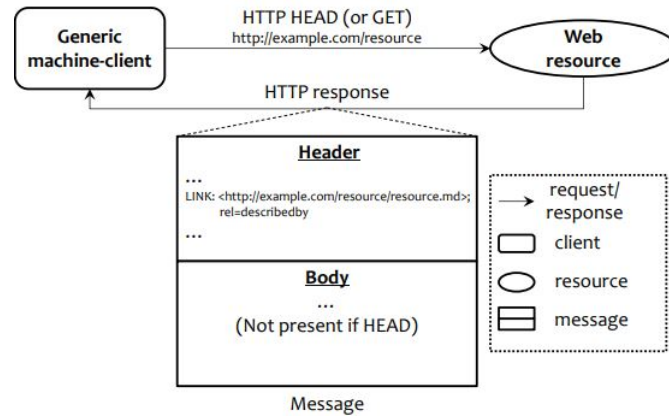 HTTP HEAD (or GET)
http://example.com/resource
Generic
machine-client
Web
resource
HTTP response
Header
...
LINK: <http://example.com/resource/resource.md>;
rel=describedby
...
Body
...
(Not present if HEAD)
Message
request/
response
client
resource
message